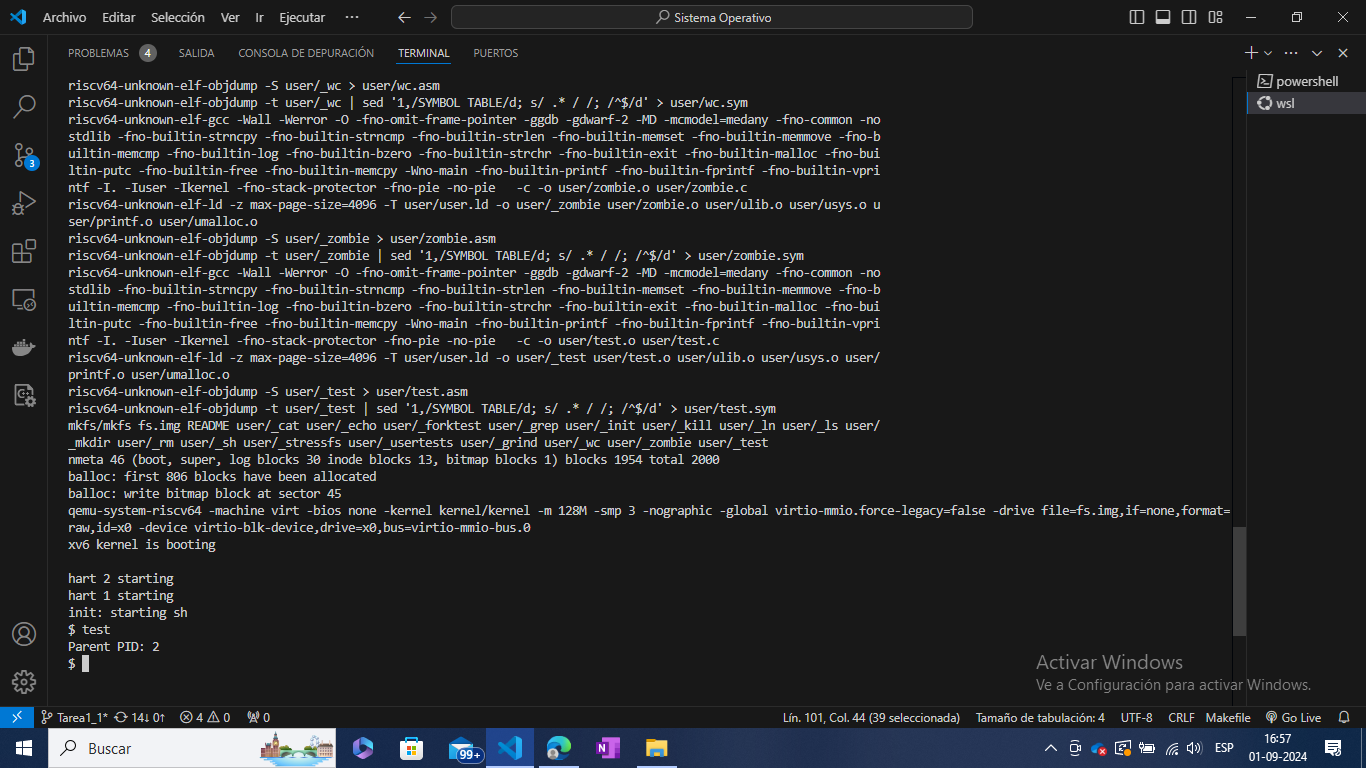 Archivo Editar Selección Ver Ir Ejecutar ··· Sistema Operativo
PROBLEMAS 4 SALIDA CONSOLA DE DEPURACIÓN TERMINAL PUERTOS
powershell
wsl
riscv64-unknown-elf-objdump -S user/_wc > user/wc.asm
riscv64-unknown-elf-objdump -t user/_wc | sed '1,/SYMBOL TABLE/d; s/ .* / /; /^$/d' > user/wc.sym
riscv64-unknown-elf-gcc -Wall -Werror -O -fno-omit-frame-pointer -ggdb -gdwarf-2 -MD -mcmodel=medany -fno-common -no
stdlib -fno-builtin-strncpy -fno-builtin-strncmp -fno-builtin-strlen -fno-builtin-memset -fno-builtin-memmove -fno-b
uiltin-memcmp -fno-builtin-log -fno-builtin-bzero -fno-builtin-strchr -fno-builtin-exit -fno-builtin-malloc -fno-bui
ltin-putc -fno-builtin-free -fno-builtin-memcpy -Wno-main -fno-builtin-printf -fno-builtin-fprintf -fno-builtin-vpri
ntf -I. -Iuser -Ikernel -fno-stack-protector -fno-pie -no-pie   -c -o user/zombie.o user/zombie.c
riscv64-unknown-elf-ld -z max-page-size=4096 -T user/user.ld -o user/_zombie user/zombie.o user/ulib.o user/usys.o u
ser/printf.o user/umalloc.o
riscv64-unknown-elf-objdump -S user/_zombie > user/zombie.asm
riscv64-unknown-elf-objdump -t user/_zombie | sed '1,/SYMBOL TABLE/d; s/ .* / /; /^$/d' > user/zombie.sym
riscv64-unknown-elf-gcc -Wall -Werror -O -fno-omit-frame-pointer -ggdb -gdwarf-2 -MD -mcmodel=medany -fno-common -no
stdlib -fno-builtin-strncpy -fno-builtin-strncmp -fno-builtin-strlen -fno-builtin-memset -fno-builtin-memmove -fno-b
uiltin-memcmp -fno-builtin-log -fno-builtin-bzero -fno-builtin-strchr -fno-builtin-exit -fno-builtin-malloc -fno-bui
ltin-putc -fno-builtin-free -fno-builtin-memcpy -Wno-main -fno-builtin-printf -fno-builtin-fprintf -fno-builtin-vpri
ntf -I. -Iuser -Ikernel -fno-stack-protector -fno-pie -no-pie   -c -o user/test.o user/test.c
riscv64-unknown-elf-ld -z max-page-size=4096 -T user/user.ld -o user/_test user/test.o user/ulib.o user/usys.o user/
printf.o user/umalloc.o
riscv64-unknown-elf-objdump -S user/_test > user/test.asm
riscv64-unknown-elf-objdump -t user/_test | sed '1,/SYMBOL TABLE/d; s/ .* / /; /^$/d' > user/test.sym
mkfs/mkfs fs.img README user/_cat user/_echo user/_forktest user/_grep user/_init user/_kill user/_ln user/_ls user/
_mkdir user/_rm user/_sh user/_stressfs user/_usertests user/_grind user/_wc user/_zombie user/_test
nmeta 46 (boot, super, log blocks 30 inode blocks 13, bitmap blocks 1) blocks 1954 total 2000
balloc: first 806 blocks have been allocated
balloc: write bitmap block at sector 45
qemu-system-riscv64 -machine virt -bios none -kernel kernel/kernel -m 128M -smp 3 -nographic -global virtio-mmio.force-legacy=false -drive file=fs.img,if=none,format=
raw,id=x0 -device virtio-blk-device,drive=x0,bus=virtio-mmio-bus.0
xv6 kernel is booting
hart 2 starting
hart 1 starting
init: starting sh
$ test
Parent PID: 2
$
3
Activar Windows
Ve a Configuración para activar Windows.
Tarea1_1* 14↓ 0↑ 4 0 0 Lín. 101, Col. 44 (39 seleccionada) Tamaño de tabulación: 4 UTF-8 CRLF Makefile Go Live
Buscar 99+ ESP 16:57
01-09-2024